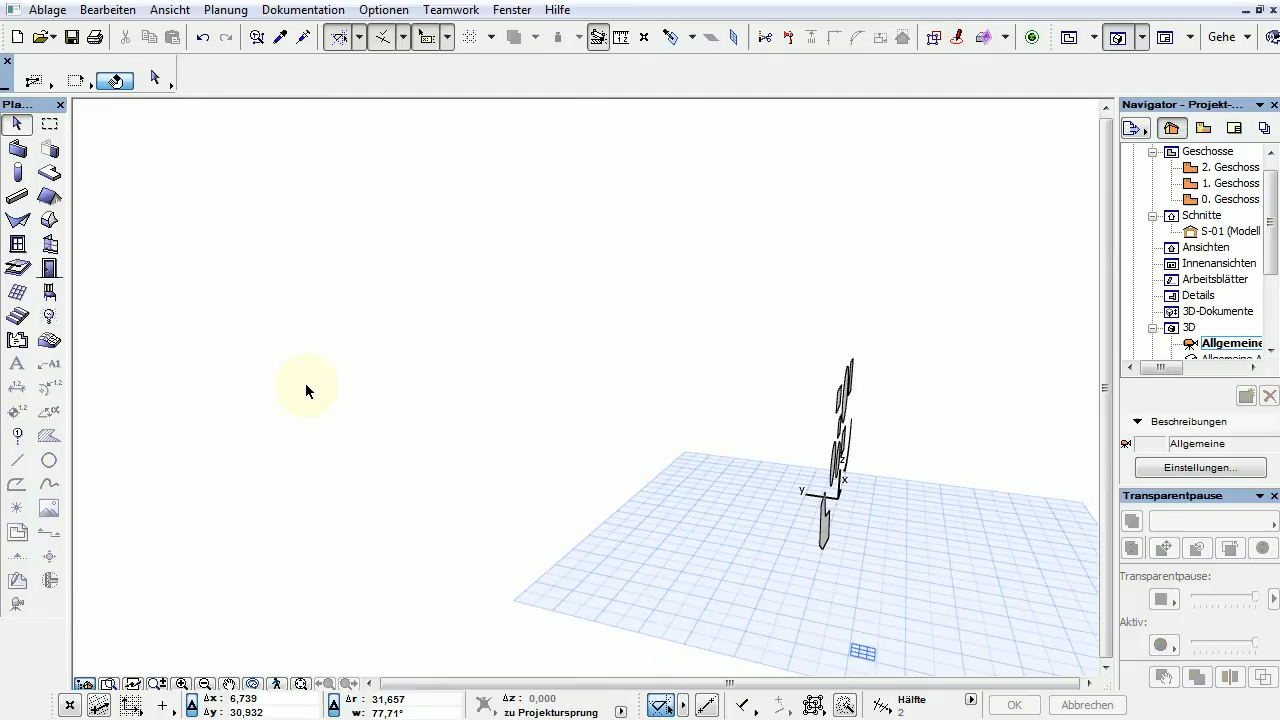 Ablage Bearbeiten Ansicht Planung Dokumentation Optionen Teamwork Fenster Hilfe
Gehe
Pla...
A
A1
1.2
Navigator - Projekt-...
Geschosse
2. Geschoss
1. Geschoss
0. Geschoss
Schnitte
S-01 (Modell
Ansichten
Innenansichten
Arbeitsblätter
Details
3D-Dokumente
3D
Allgemeine
Beschreibungen
Allgemeine
Einstellungen...
Transparentpause
Transparentpause:
Aktiv:
z
x
y
Δx: 6,739
Δy: 30,932
Δr: 31,657
w: 77,71°
Δz: 0,000
zu Projektursprung
Hälfte
2
OK
Abbrechen